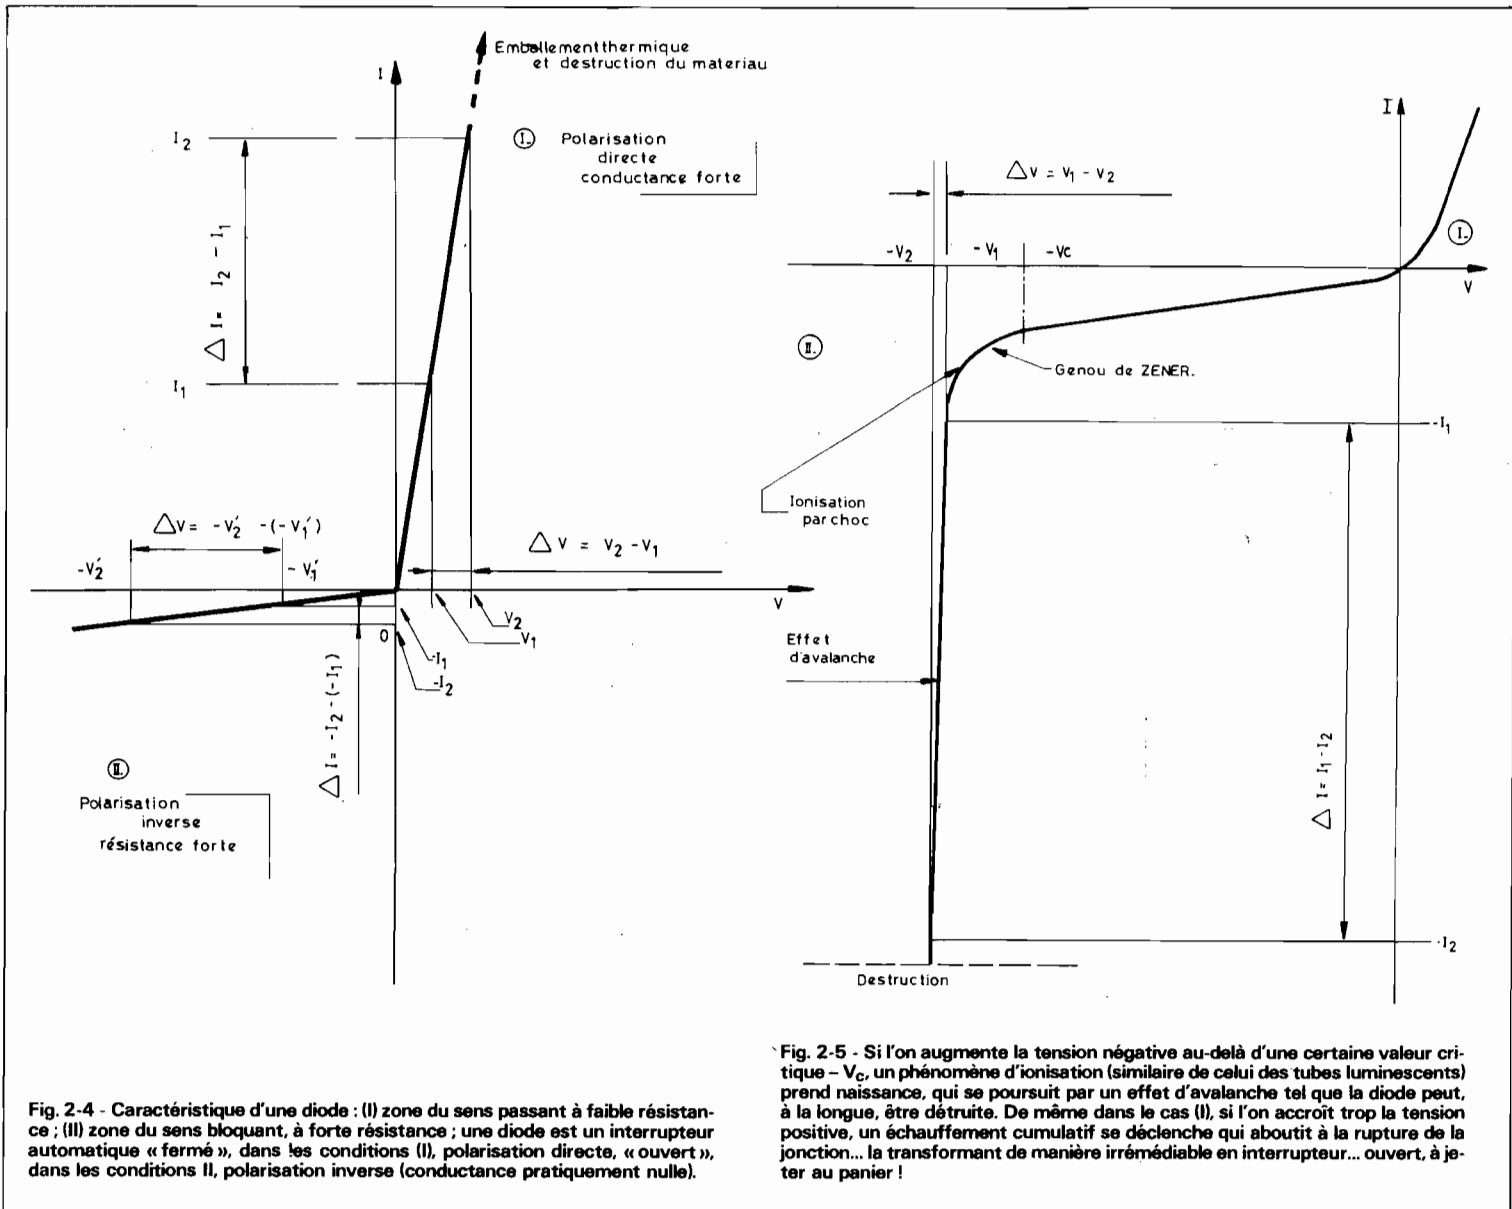 Emballement thermique
et destruction du materiau
I
I2
I. Polarisation
directe
conductance forte
Δ I = I2 - I1
I1
ΔV = -V'2 -(-V'1)
-V'2
-V'1
Δ V = V2 - V1
V
V2
V1
O
-I1
-I2
Δ I = -I2 -(-I1)
II.
Polarisation
inverse
résistance forte
I
ΔV = V1 - V2
-V2
-V1
-Vc
I.
V
II.
Genou de ZENER.
-I1
Ionisation
par choc
Effet
d'avalanche
Δ I = I1 - I2
-I2
Destruction
Fig. 2-4 - Caractéristique d'une diode : (I) zone du sens passant à faible résistan-
ce ; (II) zone du sens bloquant, à forte résistance ; une diode est un interrupteur
automatique « fermé », dans les conditions (I), polarisation directe, « ouvert »,
dans les conditions II, polarisation inverse (conductance pratiquement nulle).
Fig. 2-5 - Si l'on augmente la tension négative au-delà d'une certaine valeur cri-
tique – Vc, un phénomène d'ionisation (similaire de celui des tubes luminescents)
prend naissance, qui se poursuit par un effet d'avalanche tel que la diode peut,
à la longue, être détruite. De même dans le cas (I), si l'on accroît trop la tension
positive, un échauffement cumulatif se déclenche qui aboutit à la rupture de la
jonction... la transformant de manière irrémédiable en interrupteur... ouvert, à je-
ter au panier !